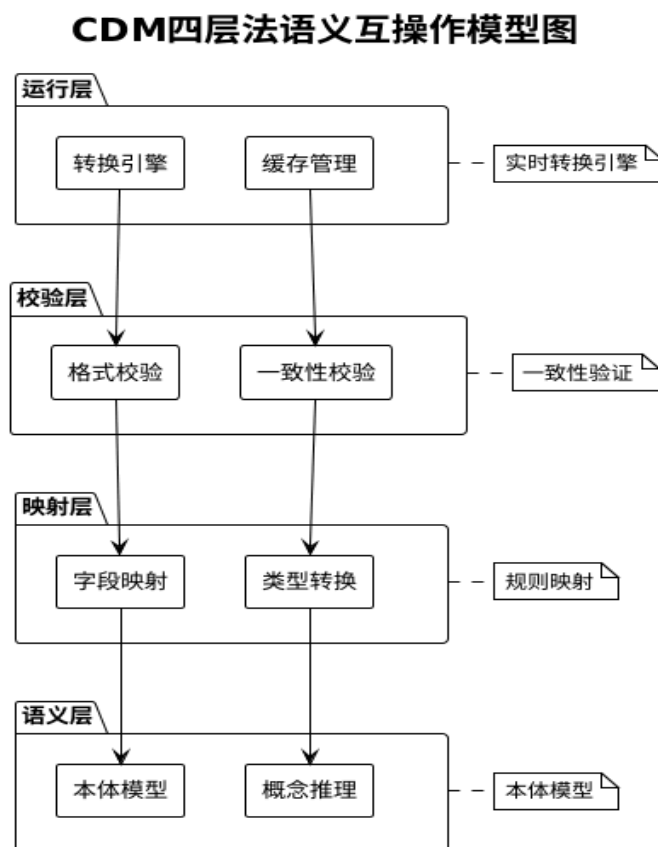 CDM四层法语义互操作模型图
运行层
转换引擎
缓存管理
实时转换引擎
校验层
格式校验
一致性校验
一致性验证
映射层
字段映射
类型转换
规则映射
语义层
本体模型
概念推理
本体模型